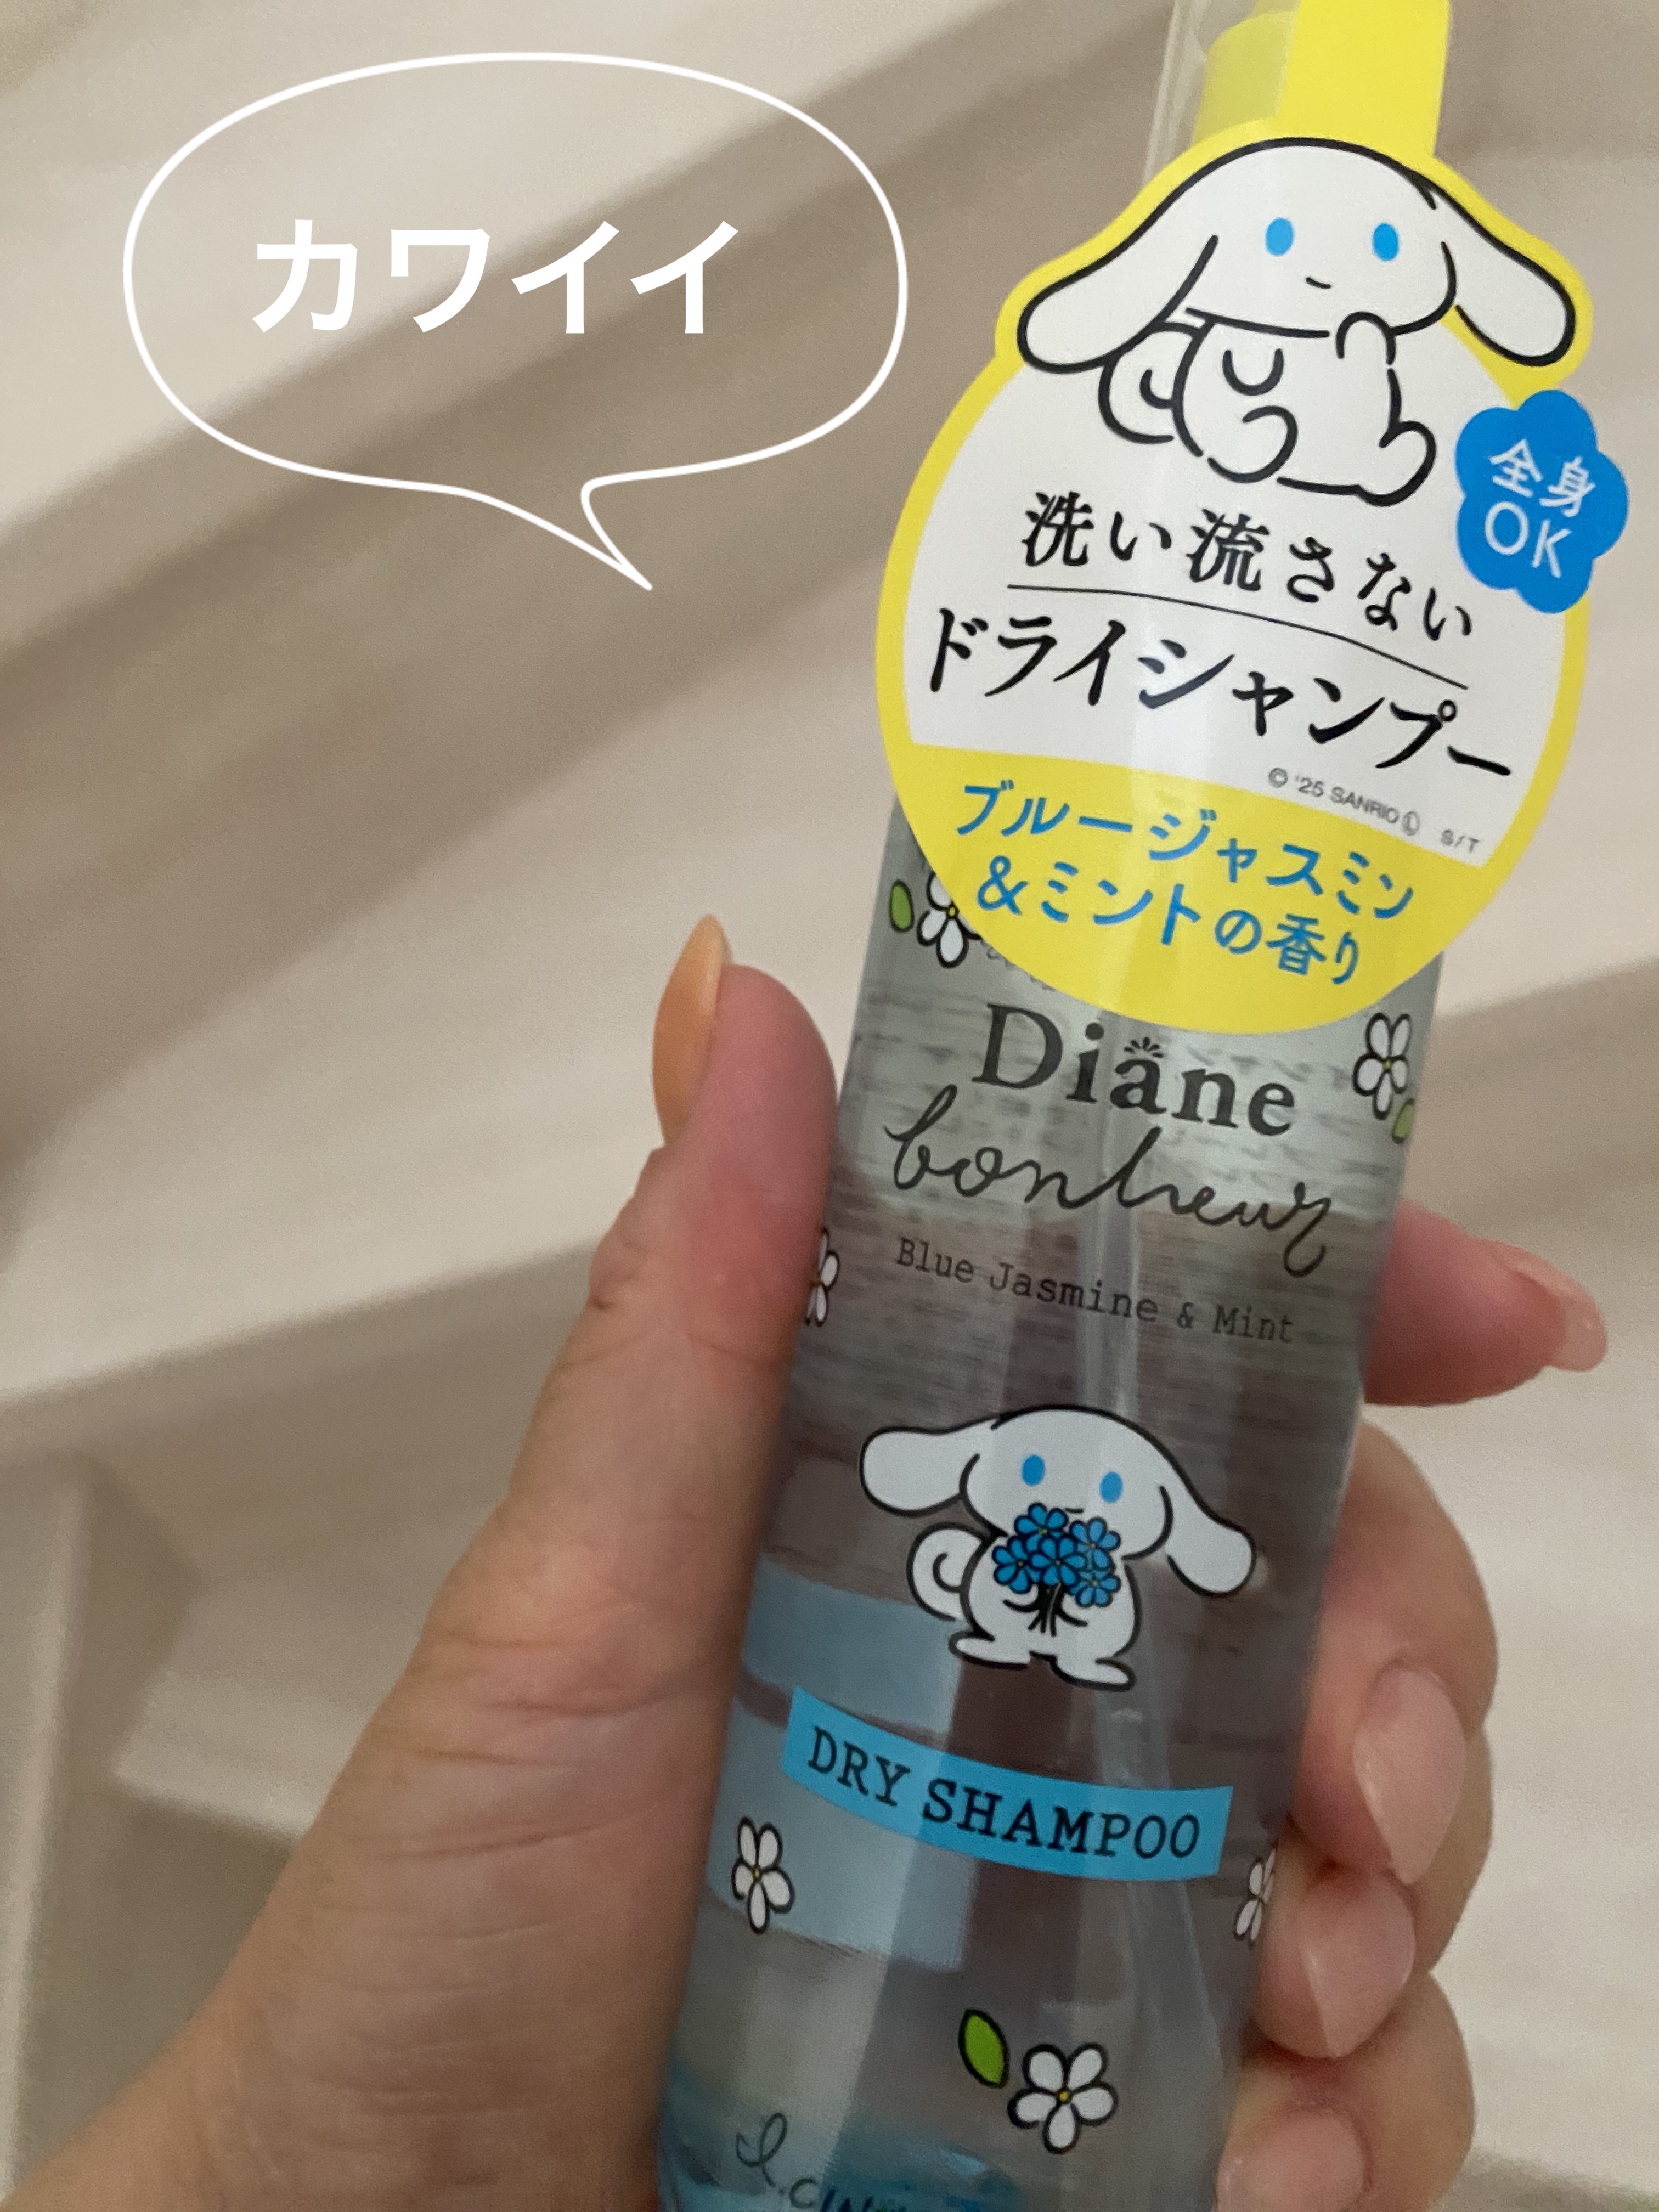 カワイイ
全身
OK
洗い流さない
ドライシャンプー
© '25 SANRIO Ⓛ S/T
ブルージャスミン
&ミントの香り
Diane
bonheur
Blue Jasmine & Mint
DRY SHAMPOO